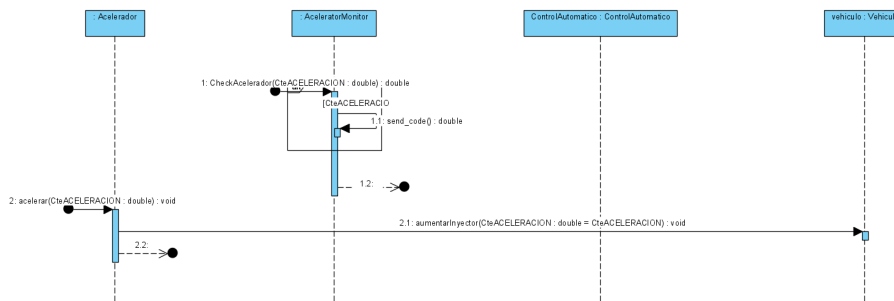 : Acelerador
: AceleratorMonitor
ControlAutomatico : ControlAutomatico
vehiculo : Vehicul
1: CheckAcelerador(CteACELERACION : double) : double
[CteACELERACIO
1.1: send_code() : double
1.2:
2: acelerar(CteACELERACION : double) : void
2.1: aumentarInyector(CteACELERACION : double = CteACELERACION) : void
2.2: